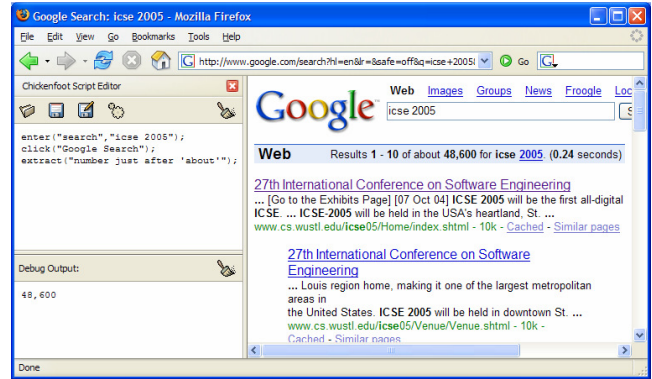 Google Search: icse 2005 - Mozilla Firefox
File Edit View Go Bookmarks Tools Help
http://www.google.com/search?hl=en&lr=&safe=off&q=icse+2005& Go G
Chickenfoot Script Editor
enter("search","icse 2005");
click("Google Search");
extract("number just after 'about'");
Debug Output:
48,600
Google
Web Images Groups News Froogle Loc
icse 2005 S
Web Results 1 - 10 of about 48,600 for icse 2005. (0.24 seconds)
27th International Conference on Software Engineering
... [Go to the Exhibits Page] [07 Oct 04] ICSE 2005 will be the first all-digital
ICSE. ... ICSE-2005 will be held in the USA's heartland, St. ...
www.cs.wustl.edu/icse05/Home/index.shtml - 10k - Cached - Similar pages
27th International Conference on Software
Engineering
... Louis region home, making it one of the largest metropolitan
areas in
the United States. ICSE 2005 will be held in downtown St. ...
www.cs.wustl.edu/icse05/Venue/Venue.shtml - 10k -
Cached - Similar pages
Done